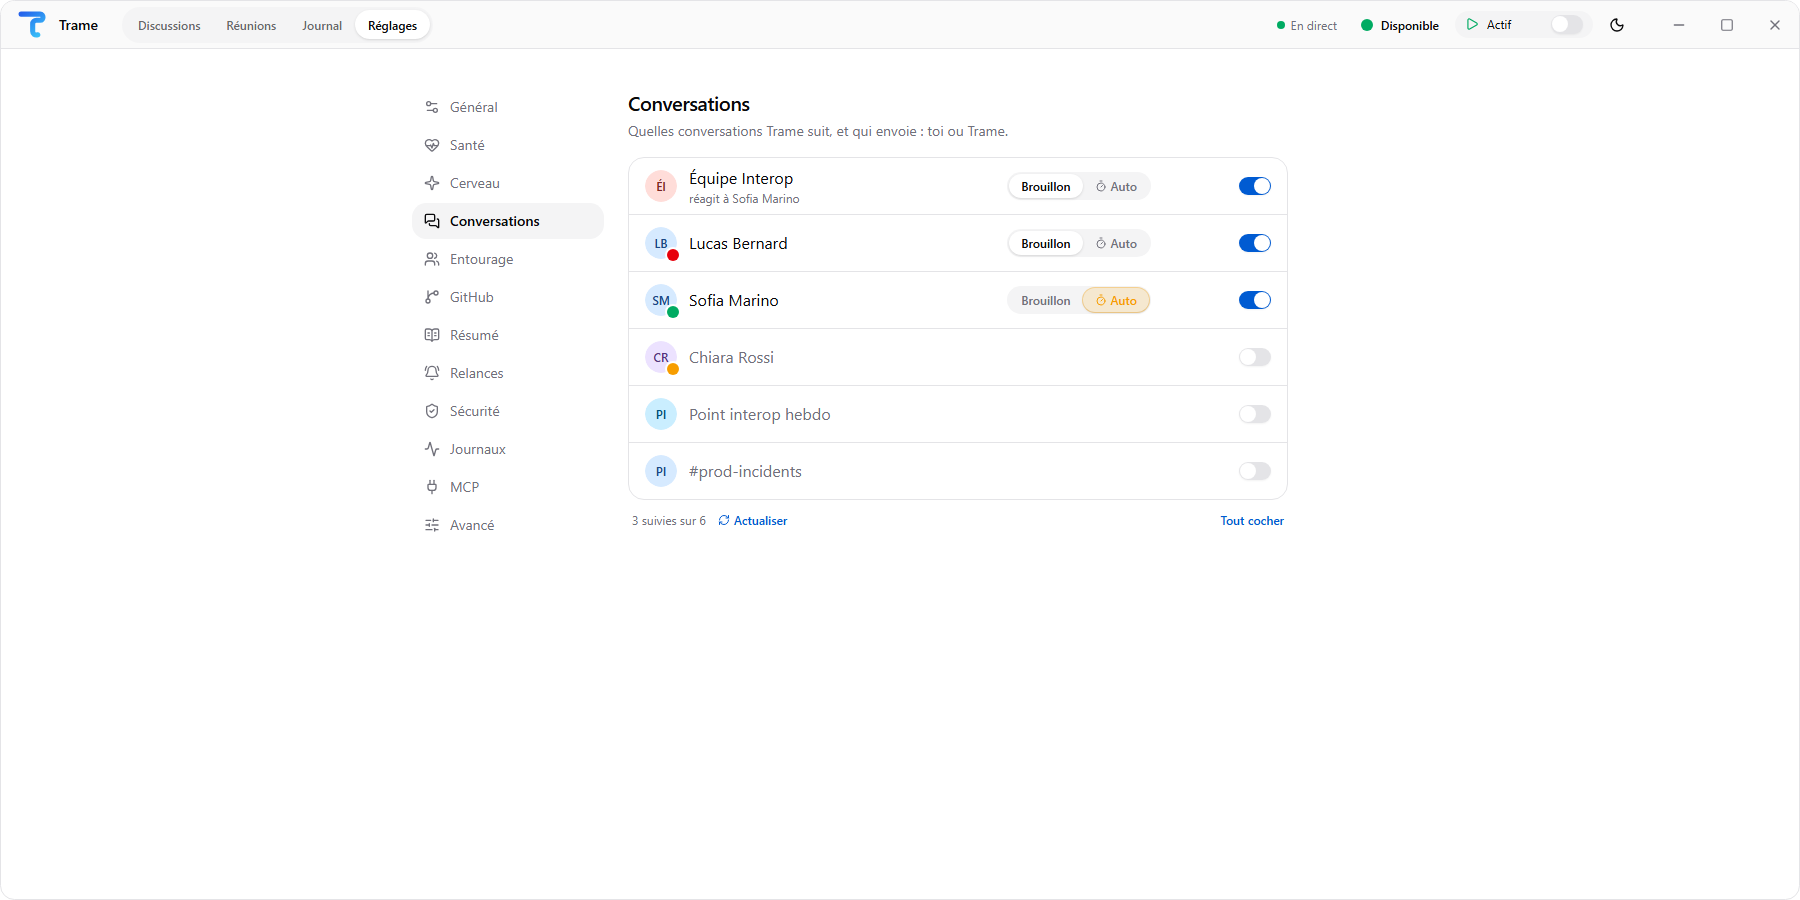 Trame
Discussions
Réunions
Journal
Réglages
En direct
Disponible
Actif
Général
Santé
Cerveau
Conversations
Entourage
GitHub
Résumé
Relances
Sécurité
Journaux
MCP
Avancé
Conversations
Quelles conversations Trame suit, et qui envoie : toi ou Trame.
ÉI
Équipe Interop
réagit à Sofia Marino
Brouillon
Auto
LB
Lucas Bernard
Brouillon
Auto
SM
Sofia Marino
Brouillon
Auto
CR
Chiara Rossi
PI
Point interop hebdo
PI
#prod-incidents
3 suivies sur 6
Actualiser
Tout cocher